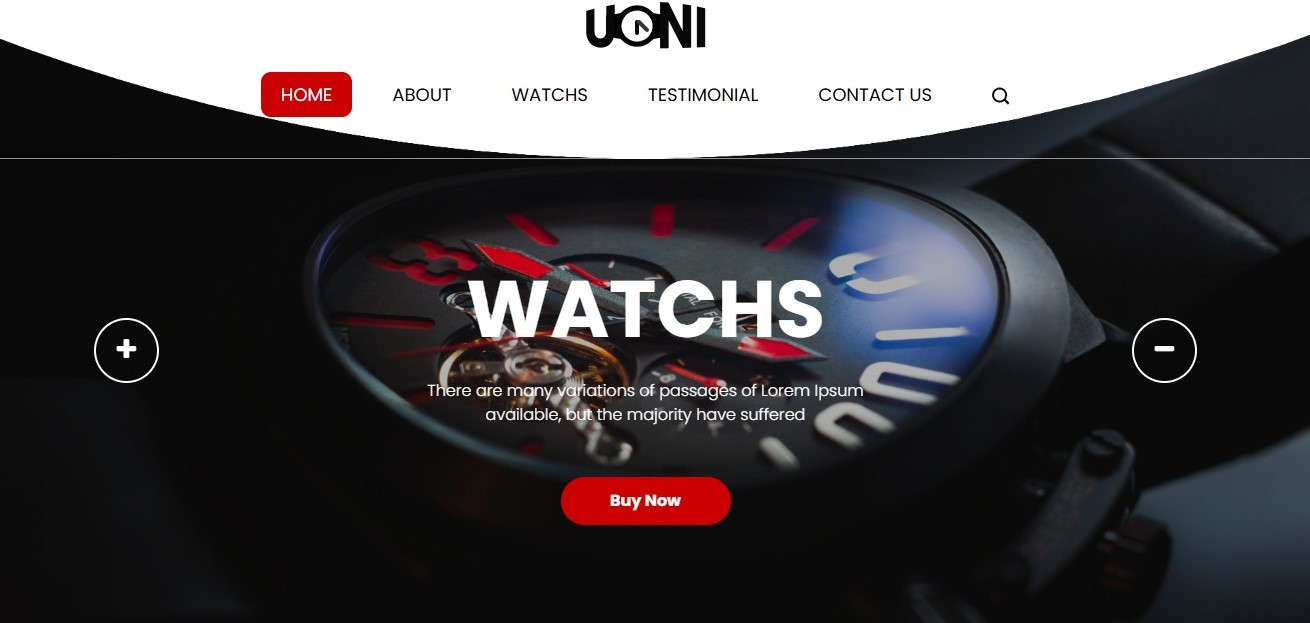 UONI
HOME ABOUT WATCHS TESTIMONIAL CONTACT US
WATCHS
There are many variations of passages of Lorem Ipsum
available, but the majority have suffered
Buy Now